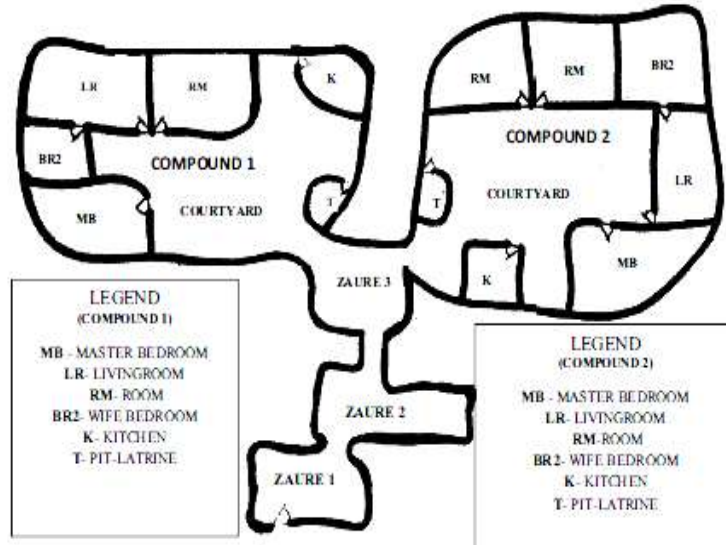 LR
RM
K
BR2
COMPOUND 1
COURTYARD
T
MB
RM
RM
BR2
COMPOUND 2
COURTYARD
T
LR
K
MB
ZAURE 3
ZAURE 2
ZAURE 1
LEGEND
(COMPOUND 1)
MB - MASTER BEDROOM
LR- LIVINGROOM
RM- ROOM
BR2- WIFE BEDROOM
K- KITCHEN
T- PIT-LATRINE
LEGEND
(COMPOUND 2)
MB - MASTER BEDROOM
LR- LIVINGROOM
RM-ROOM
BR2- WIFE BEDROOM
K- KITCHEN
T- PIT-LATRINE